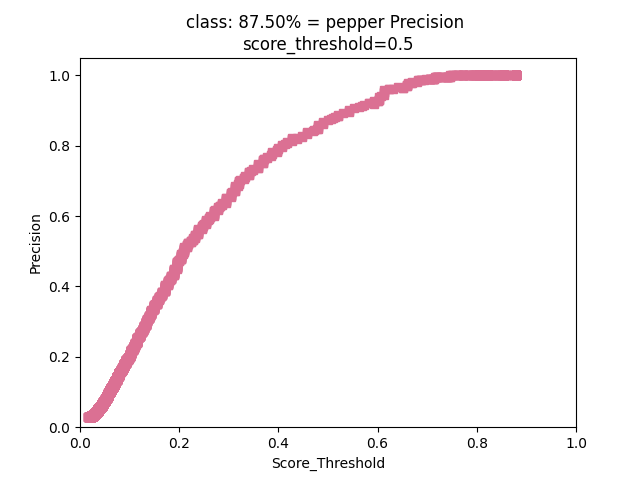 class: 87.50% = pepper Precision
score_threshold=0.5
1.0
0.8
0.6
0.4
0.2
0.0
Precision
0.0 0.2 0.4 0.6 0.8 1.0
Score_Threshold